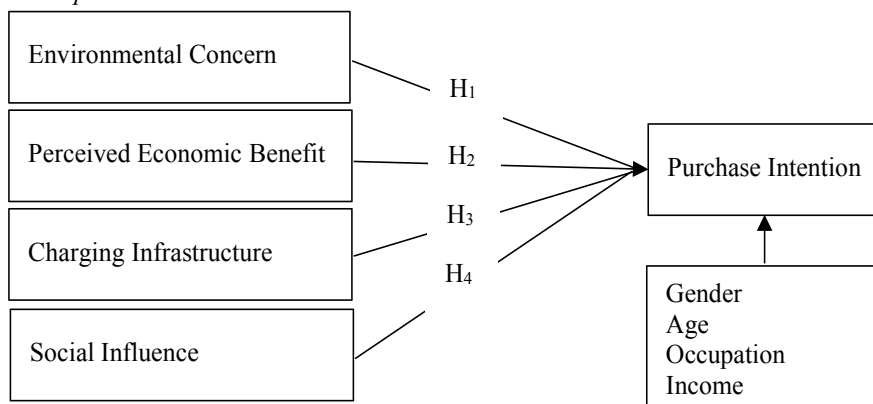 Environmental Concern
H1
Perceived Economic Benefit
H2
Purchase Intention
H3
Charging Infrastructure
H4
Social Influence
Gender
Age
Occupation
Income